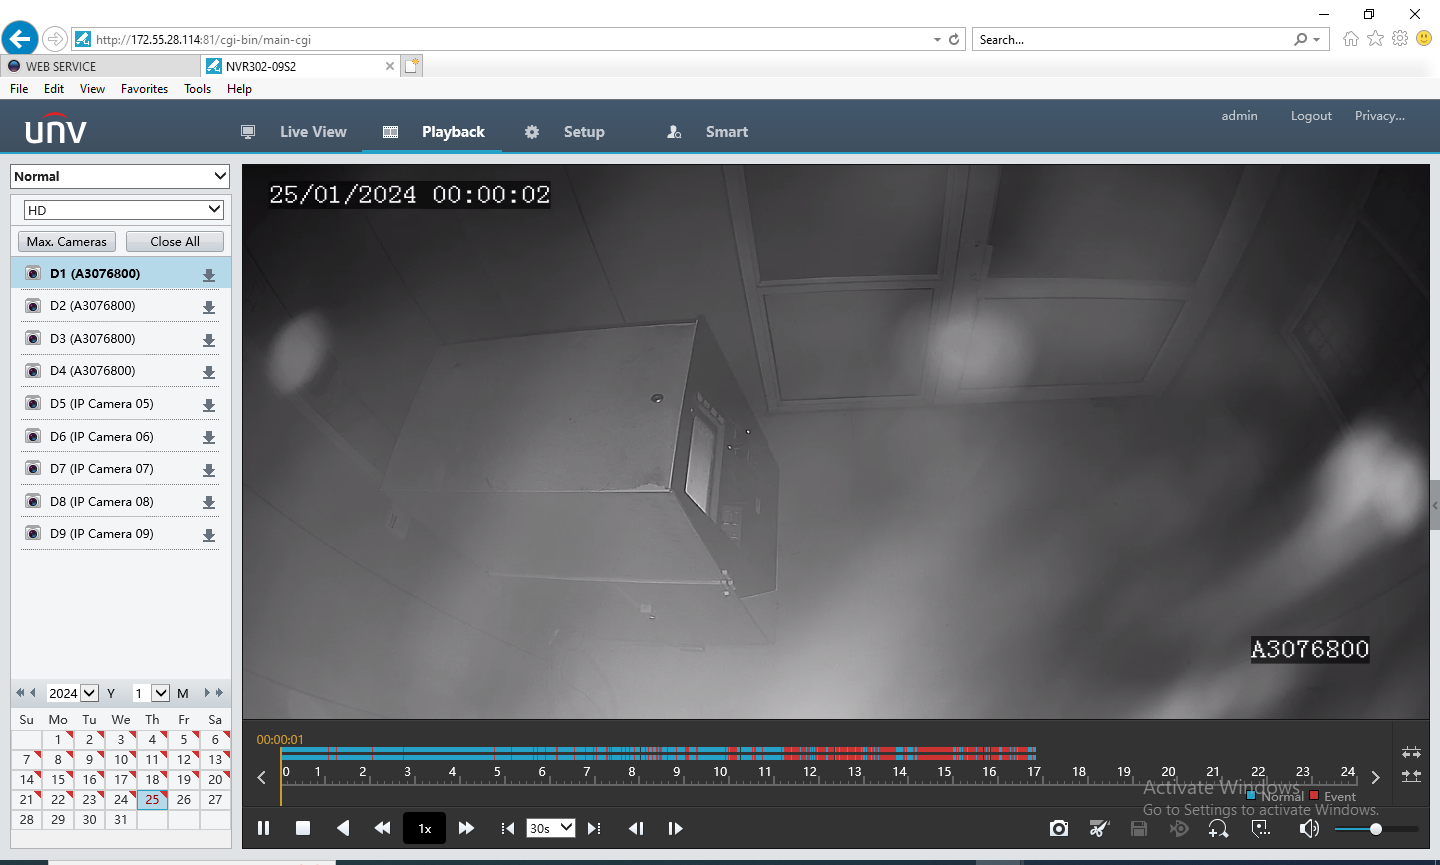 http://172.55.28.114:81/cgi-bin/main-cgi
Search...
WEB SERVICE
NVR302-09S2
File Edit View Favorites Tools Help
unv
Live View Playback Setup Smart
admin Logout Privacy...
Normal
HD
Max. Cameras Close All
D1 (A3076800)
D2 (A3076800)
D3 (A3076800)
D4 (A3076800)
D5 (IP Camera 05)
D6 (IP Camera 06)
D7 (IP Camera 07)
D8 (IP Camera 08)
D9 (IP Camera 09)
2024 Y 1 M
Su Mo Tu We Th Fr Sa
1 2 3 4 5 6
7 8 9 10 11 12 13
14 15 16 17 18 19 20
21 22 23 24 25 26 27
28 29 30 31
25/01/2024 00:00:02
A3076800
00:00:01
0 1 2 3 4 5 6 7 8 9 10 11 12 13 14 15 16 17 18 19 20 21 22 23 24
Activate Windows
Normal Event
Go to Settings to activate Windows.
1x
30s